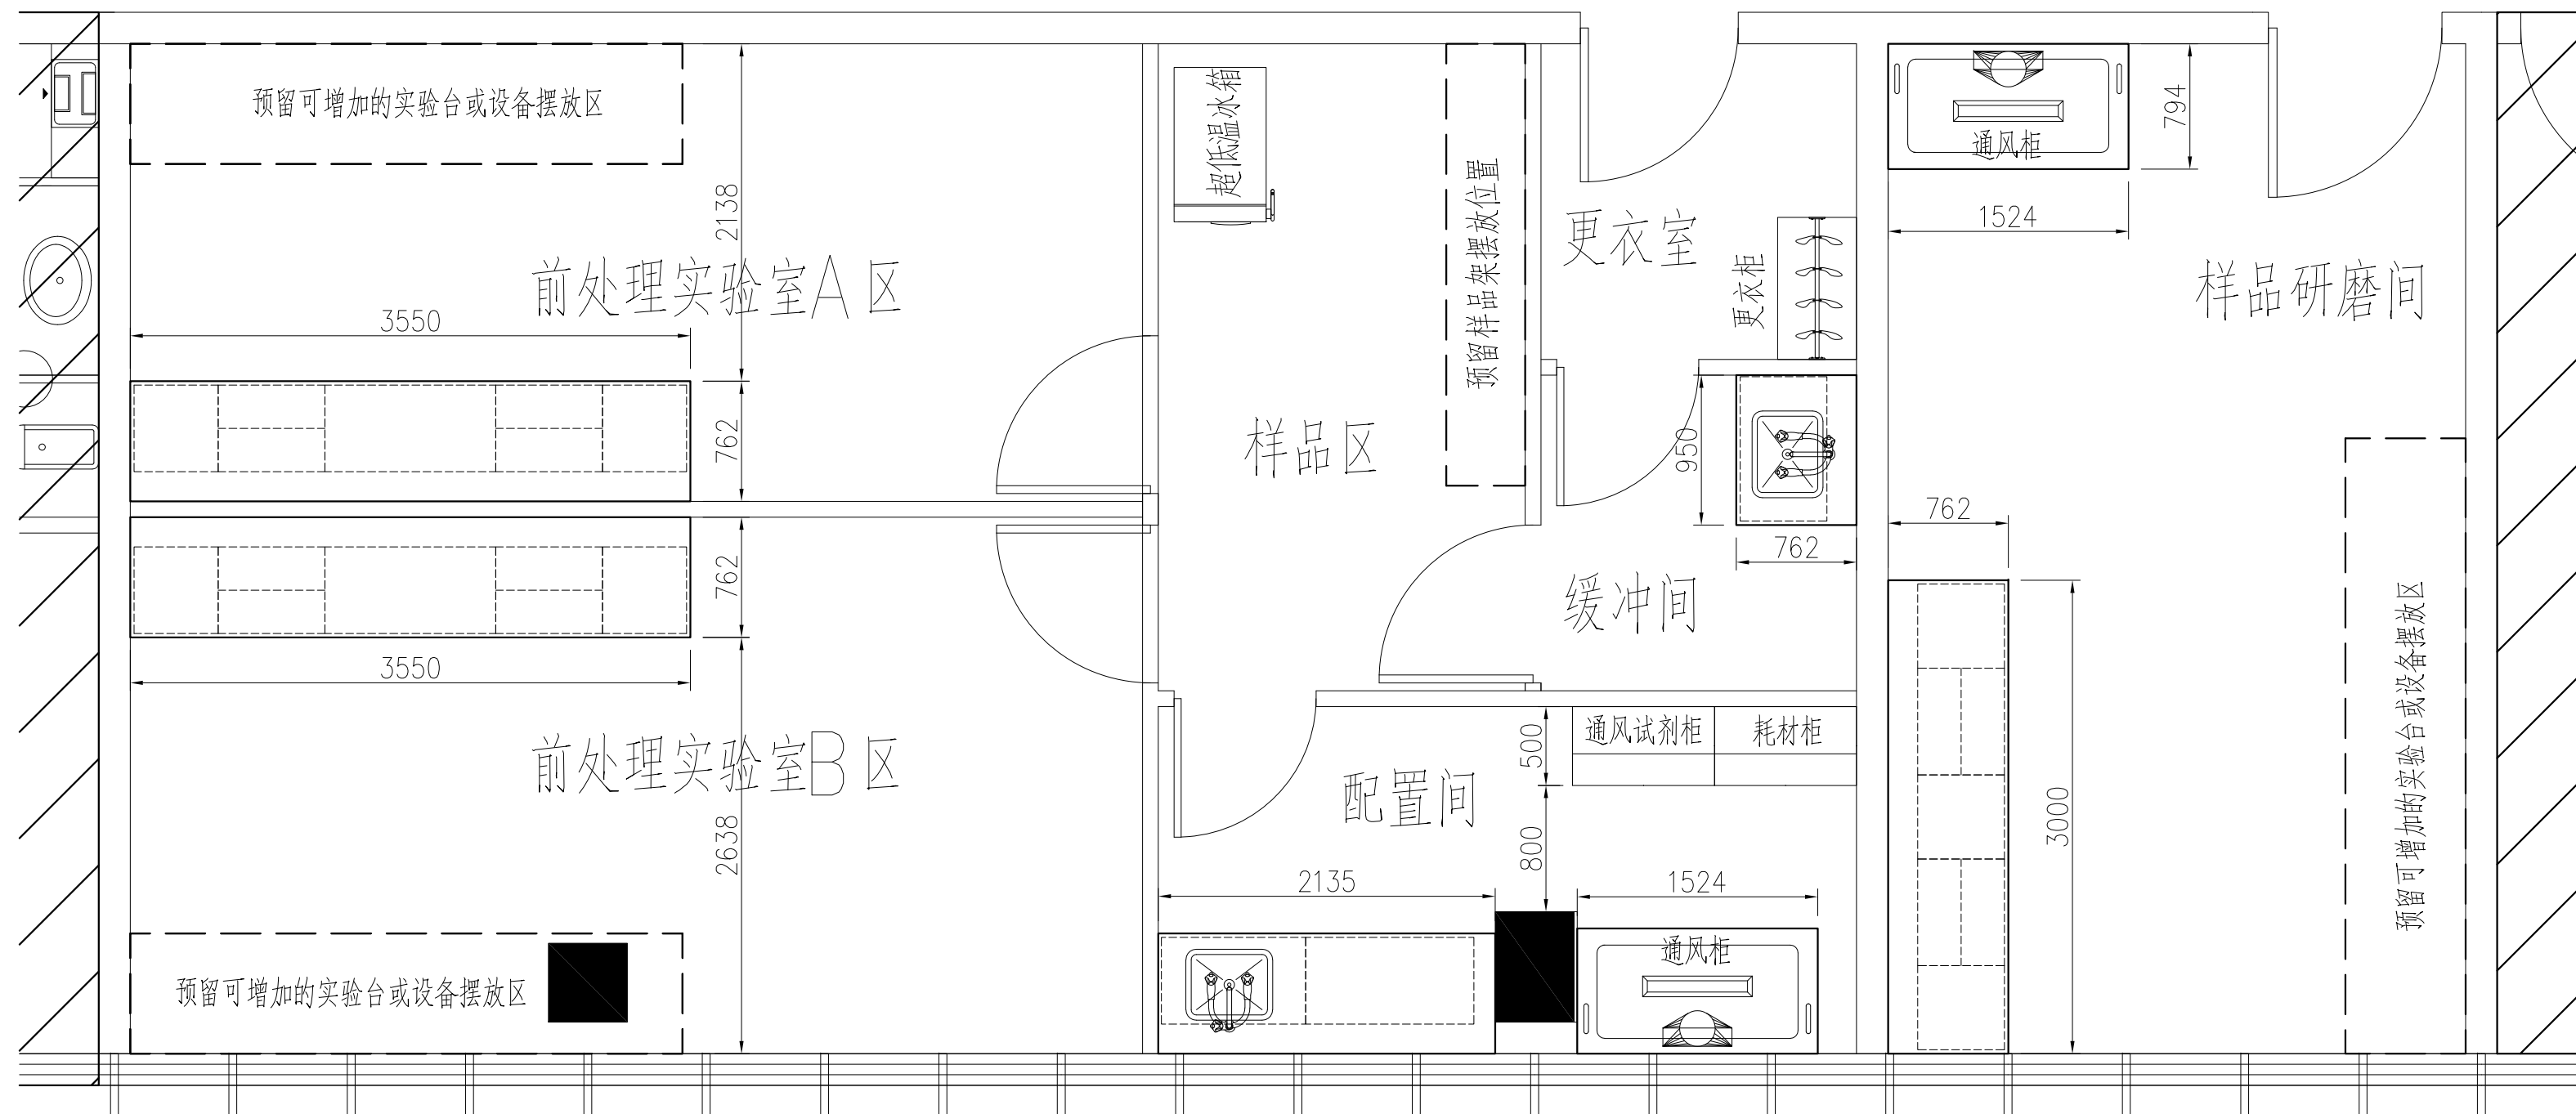 预留可增加的实验台或设备摆放区
2138
前处理实验室A区
3550
762
762
3550
前处理实验室B区
2638
预留可增加的实验台或设备摆放区
超低温冰箱
预留样品架摆放位置
样品区
更衣室
更衣柜
950
762
缓冲间
通风试剂柜
耗材柜
500
配置间
800
2135
1524
通风柜
通风柜
794
1524
样品研磨间
762
3000
预留可增加的实验台或设备摆放区